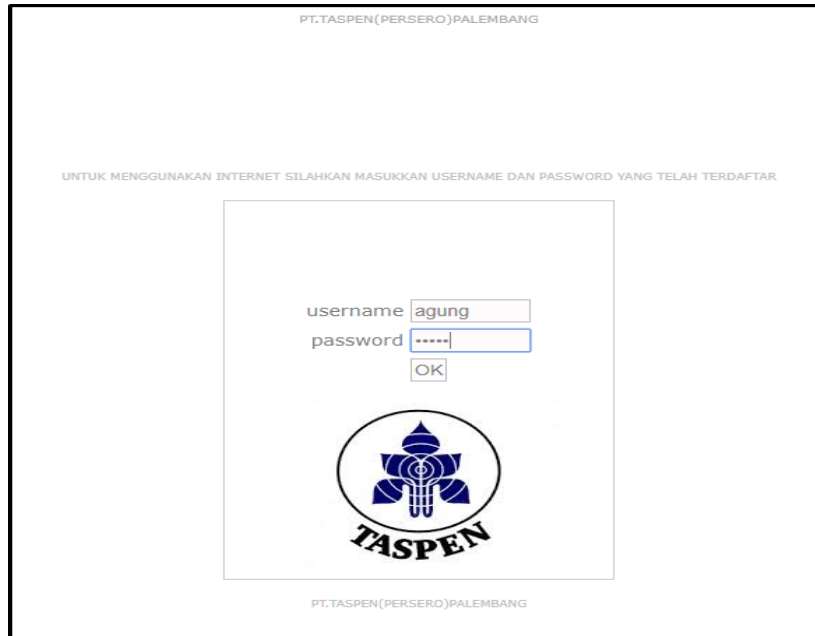 PT.TASPEN(PERSERO)PALEMBANG
UNTUK MENGGUNAKAN INTERNET SILAHKAN MASUKKAN USERNAME DAN PASSWORD YANG TELAH TERDAFTAR
username agung
password •••••
OK
TASPEN
PT.TASPEN(PERSERO)PALEMBANG